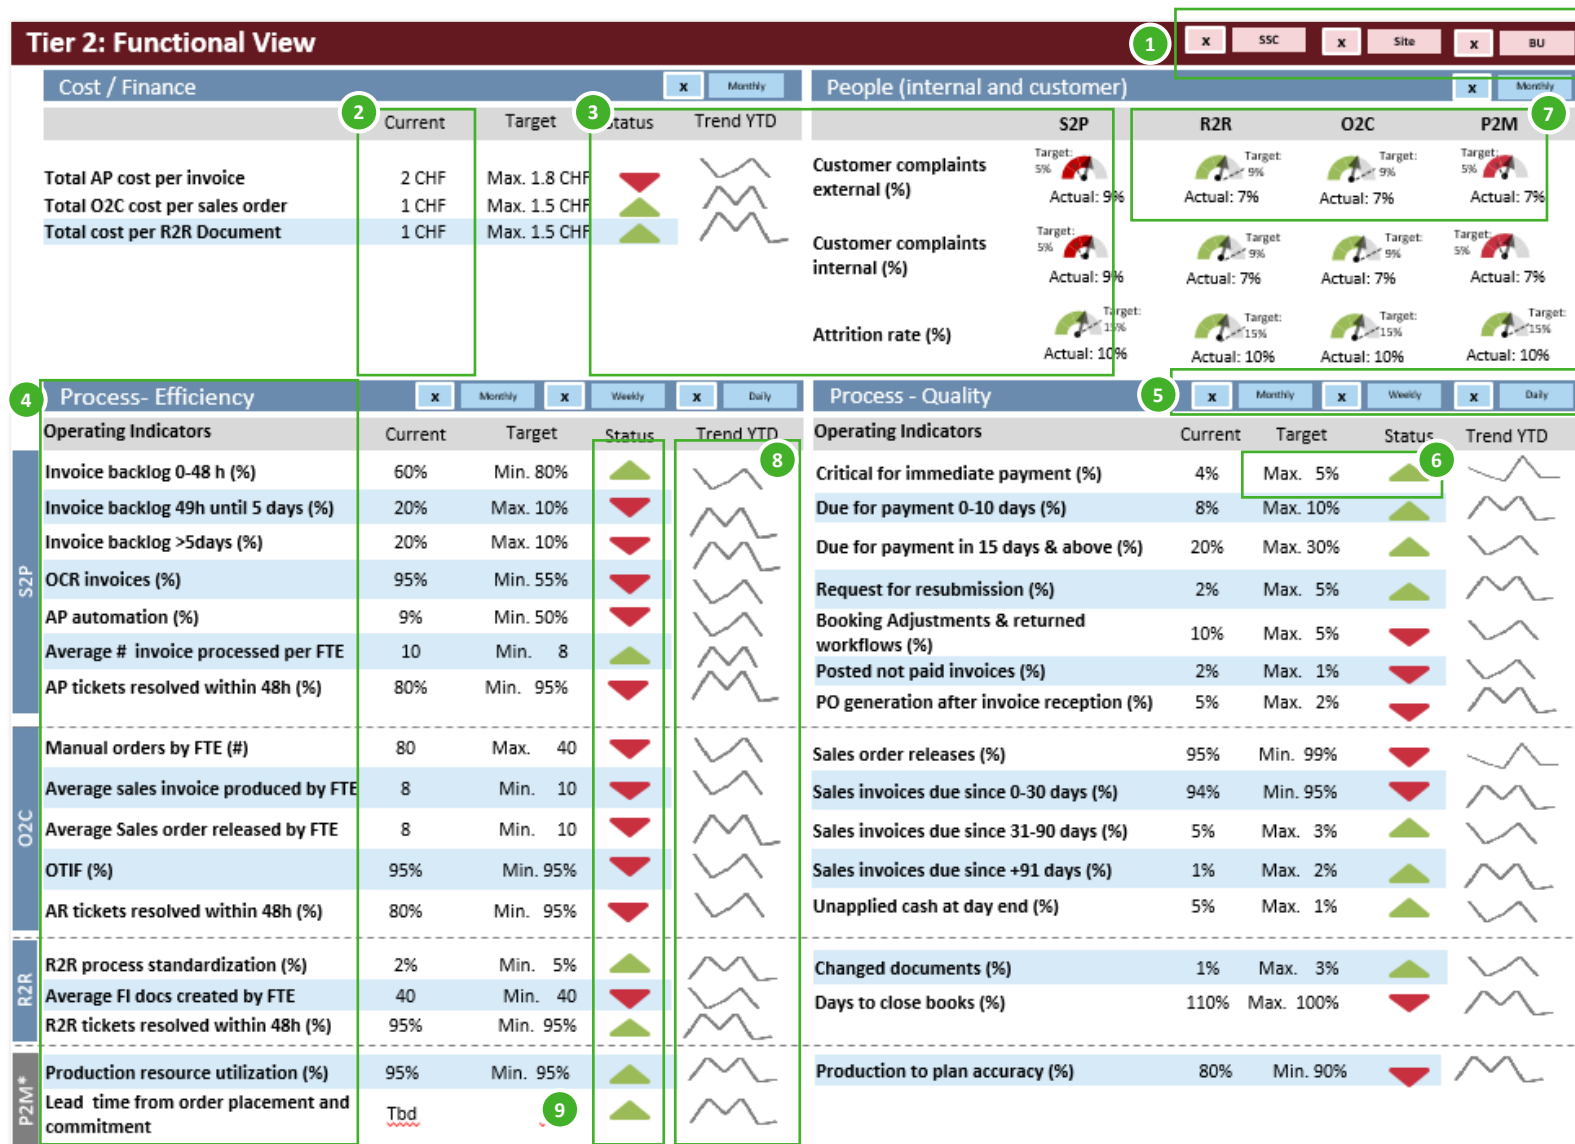 Tier 2: Functional View
1
x SSC x Site x BU
Cost / Finance x Monthly
2 Current Target 3 Status Trend YTD
Total AP cost per invoice 2 CHF Max. 1.8 CHF
Total O2C cost per sales order 1 CHF Max. 1.5 CHF
Total cost per R2R Document 1 CHF Max. 1.5 CHF
People (internal and customer) x Monthly
S2P R2R O2C P2M 7
Customer complaints
external (%)
Target: 5% Actual: 9%
Target: 9% Actual: 7%
Target: 9% Actual: 7%
Target: 5% Actual: 7%
Customer complaints
internal (%)
Target: 5% Actual: 9%
Target 9% Actual: 7%
Target: 9% Actual: 7%
Target: 5% Actual: 7%
Attrition rate (%)
Target: 15% Actual: 10%
Target: 15% Actual: 10%
Target: 15% Actual: 10%
Target: 15% Actual: 10%
4 Process- Efficiency x Monthly x Weekly x Daily
Operating Indicators Current Target Status Trend YTD
8
S2P
Invoice backlog 0-48 h (%) 60% Min. 80%
Invoice backlog 49h until 5 days (%) 20% Max. 10%
Invoice backlog >5days (%) 20% Max. 10%
OCR invoices (%) 95% Min. 55%
AP automation (%) 9% Min. 50%
Average # invoice processed per FTE 10 Min. 8
AP tickets resolved within 48h (%) 80% Min. 95%
O2C
Manual orders by FTE (#) 80 Max. 40
Average sales invoice produced by FTE 8 Min. 10
Average Sales order released by FTE 8 Min. 10
OTIF (%) 95% Min. 95%
AR tickets resolved within 48h (%) 80% Min. 95%
R2R
R2R process standardization (%) 2% Min. 5%
Average FI docs created by FTE 40 Min. 40
R2R tickets resolved within 48h (%) 95% Min. 95%
P2M*
Production resource utilization (%) 95% Min. 95%
Lead time from order placement and
commitment Tbd
9
5 Process - Quality x Monthly x Weekly x Daily
Operating Indicators Current Target Status Trend YTD
6
Critical for immediate payment (%) 4% Max. 5%
Due for payment 0-10 days (%) 8% Max. 10%
Due for payment in 15 days & above (%) 20% Max. 30%
Request for resubmission (%) 2% Max. 5%
Booking Adjustments & returned
workflows (%) 10% Max. 5%
Posted not paid invoices (%) 2% Max. 1%
PO generation after invoice reception (%) 5% Max. 2%
Sales order releases (%) 95% Min. 99%
Sales invoices due since 0-30 days (%) 94% Min. 95%
Sales invoices due since 31-90 days (%) 5% Max. 3%
Sales invoices due since +91 days (%) 1% Max. 2%
Unapplied cash at day end (%) 5% Max. 1%
Changed documents (%) 1% Max. 3%
Days to close books (%) 110% Max. 100%
Production to plan accuracy (%) 80% Min. 90%